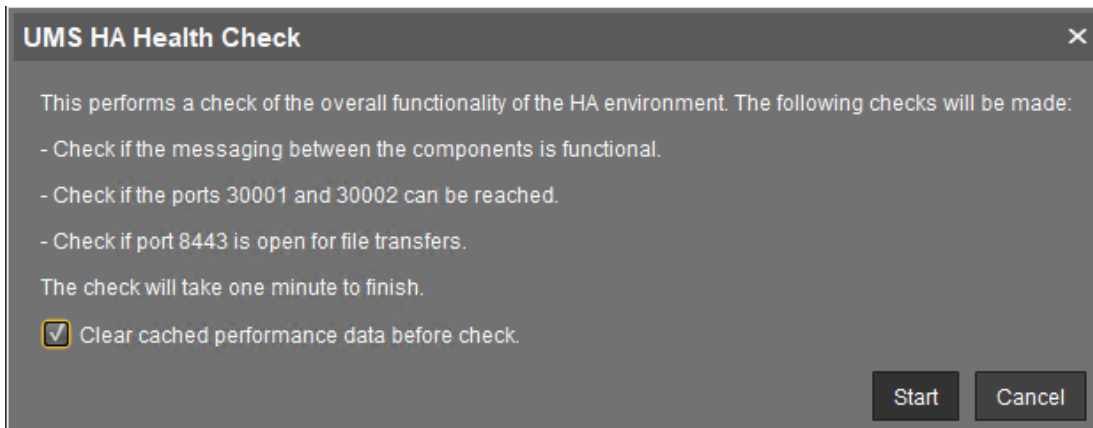 UMS HA Health Check
This performs a check of the overall functionality of the HA environment. The following checks will be made:
- Check if the messaging between the components is functional.
- Check if the ports 30001 and 30002 can be reached.
- Check if port 8443 is open for file transfers.
The check will take one minute to finish.
Clear cached performance data before check.
Start Cancel